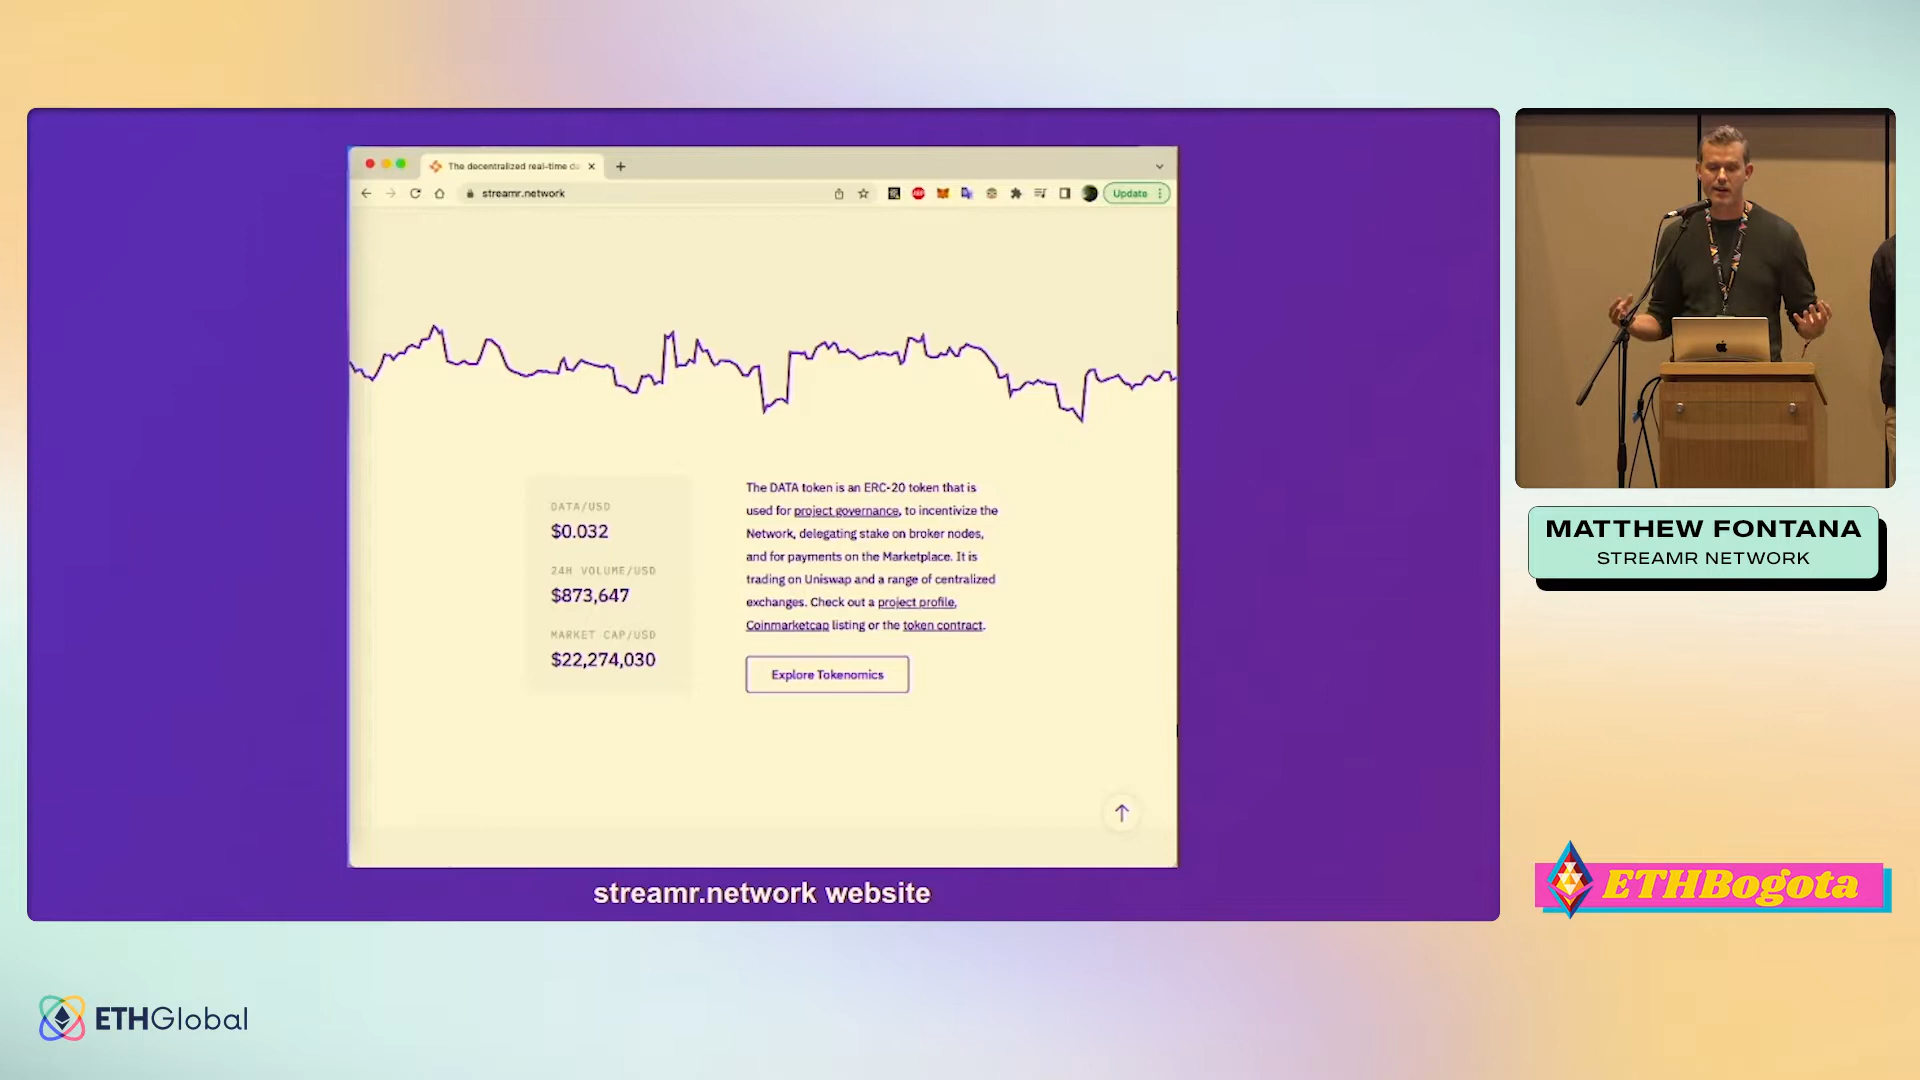 The decentralized real-time d
streamr.network
Update
DATA/USD
$0.032
24H VOLUME/USD
$873,647
MARKET CAP/USD
$22,274,030
The DATA token is an ERC-20 token that is
used for project governance, to incentivize the
Network, delegating stake on broker nodes,
and for payments on the Marketplace. It is
trading on Uniswap and a range of centralized
exchanges. Check out a project profile,
Coinmarketcap listing or the token contract.
Explore Tokenomics
streamr.network website
MATTHEW FONTANA
STREAMR NETWORK
ETHBogota
ETHGlobal